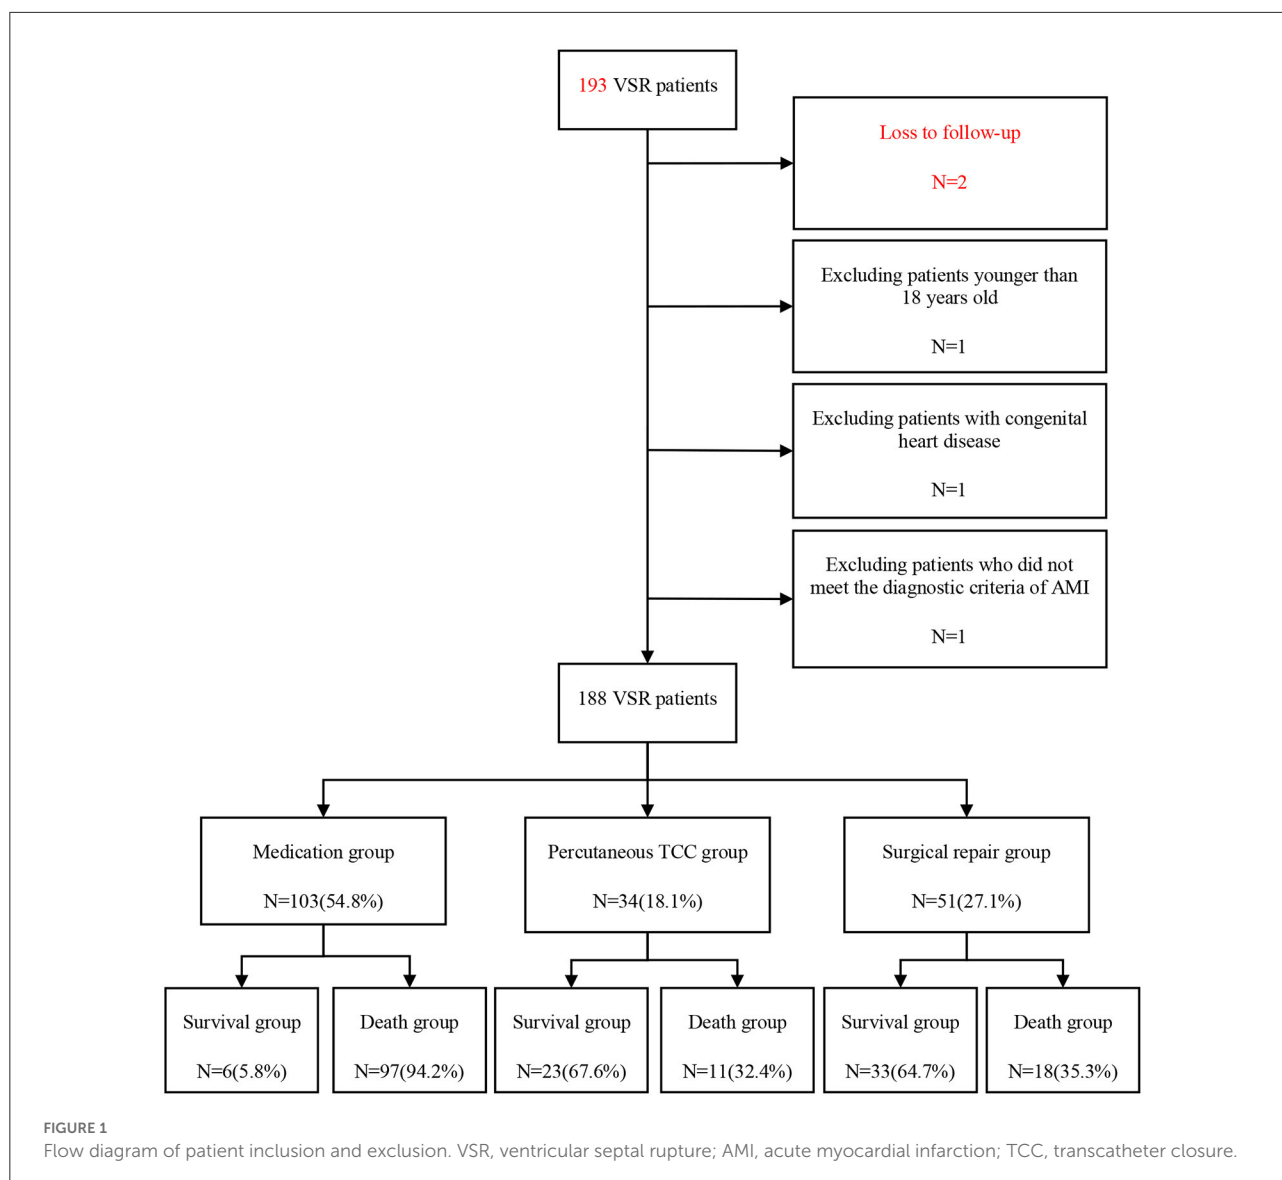 193 VSR patients
Loss to follow-up
N=2
Excluding patients younger than
18 years old
N=1
Excluding patients with congenital
heart disease
N=1
Excluding patients who did not
meet the diagnostic criteria of AMI
N=1
188 VSR patients
Medication group
N=103(54.8%)
Percutaneous TCC group
N=34(18.1%)
Surgical repair group
N=51(27.1%)
Survival group
N=6(5.8%)
Death group
N=97(94.2%)
Survival group
N=23(67.6%)
Death group
N=11(32.4%)
Survival group
N=33(64.7%)
Death group
N=18(35.3%)
FIGURE 1
Flow diagram of patient inclusion and exclusion. VSR, ventricular septal rupture; AMI, acute myocardial infarction; TCC, transcatheter closure.